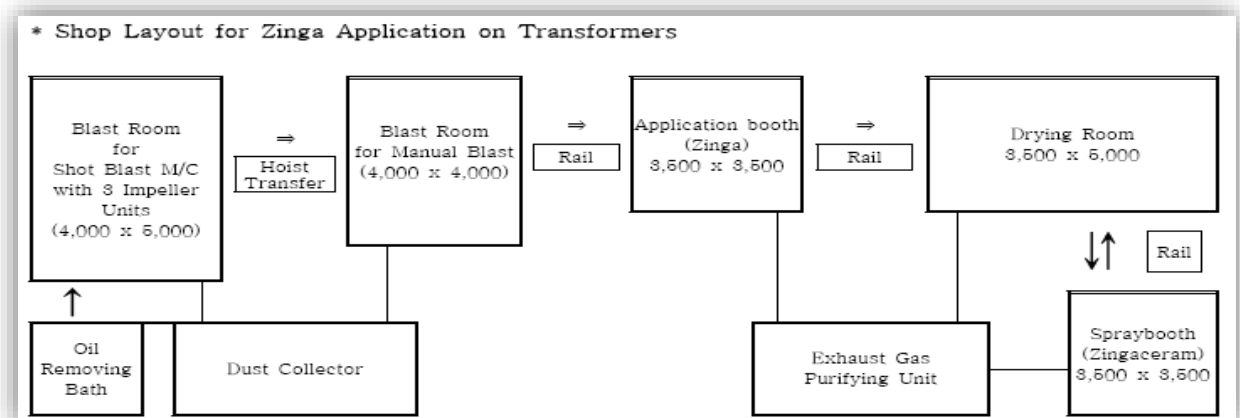 * Shop Layout for Zinga Application on Transformers
Blast Room
for
Shot Blast M/C
with 3 Impeller
Units
(4,000 x 5,000)
⇒
Hoist
Transfer
Blast Room
for Manual Blast
(4,000 x 4,000)
⇒
Rail
Application booth
(Zinga)
3,500 x 3,500
⇒
Rail
Drying Room
3,500 x 5,000
↓↑
Rail
↑
Oil
Removing
Bath
Dust Collector
Exhaust Gas
Purifying Unit
Spraybooth
(Zingaceram)
3,500 x 3,500